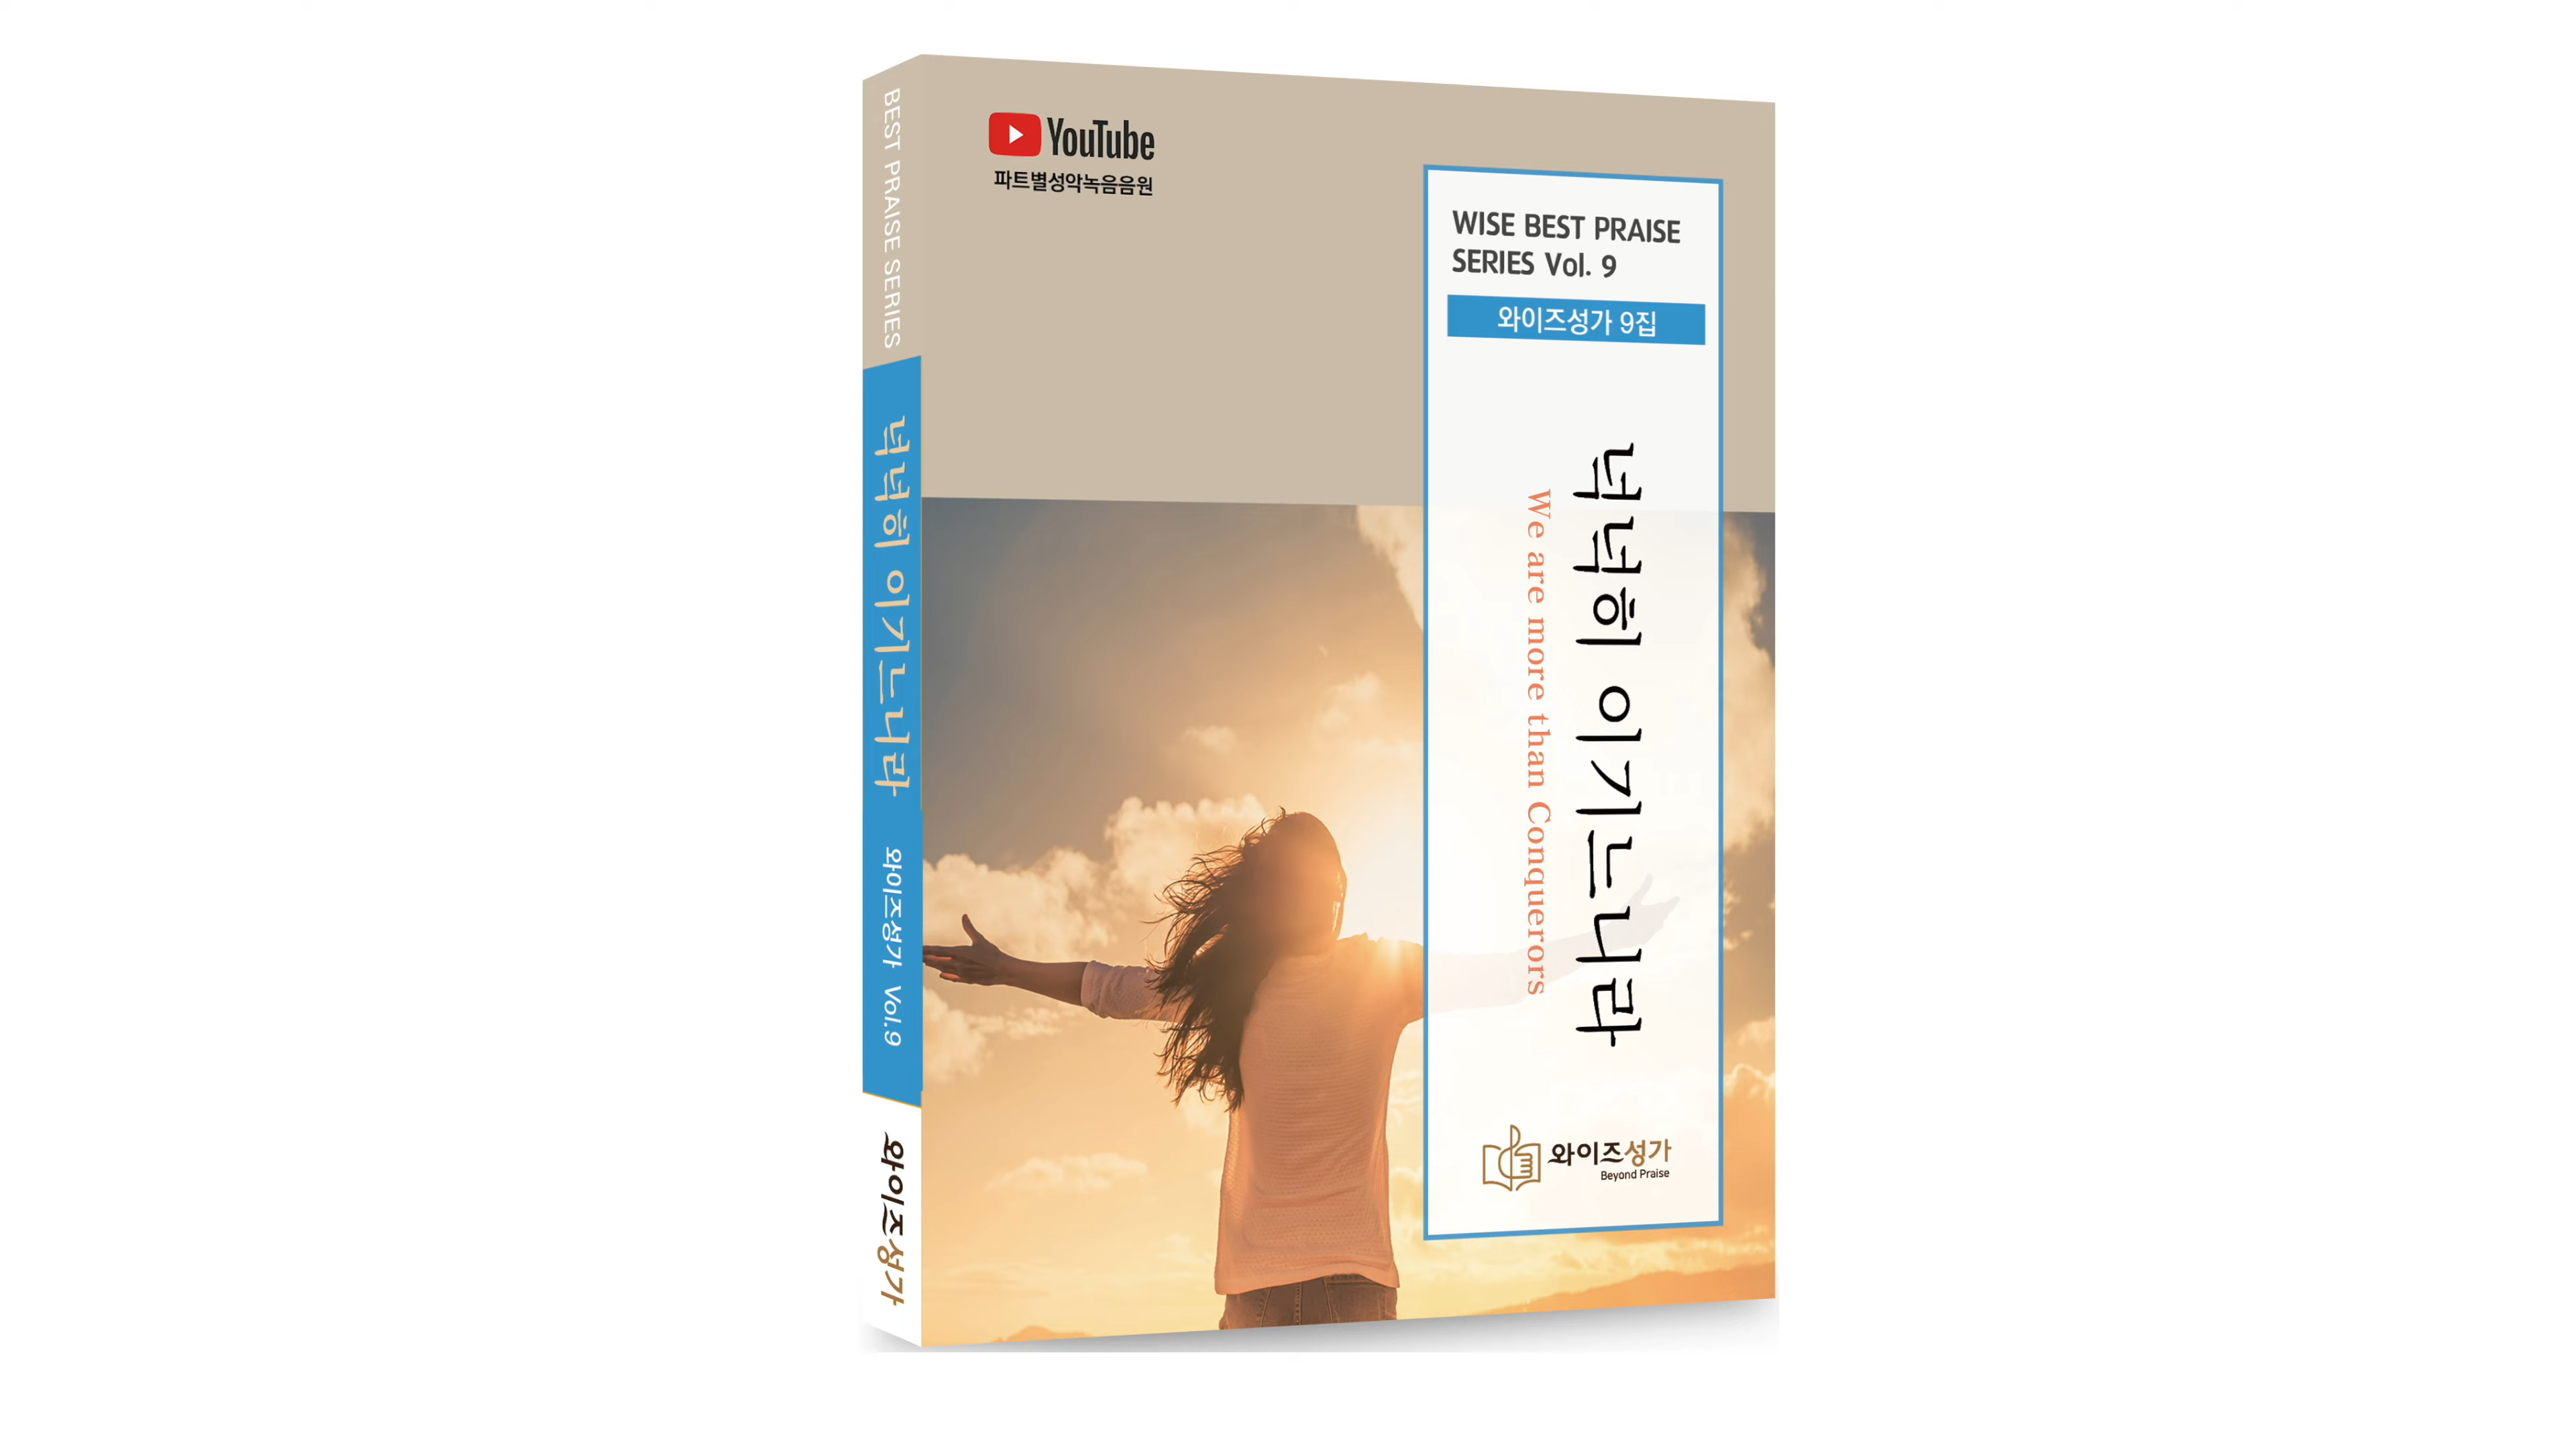 BEST PRAISE SERIES
넉넉히 이기느니라
와이즈성가 Vol.9
와이즈성가
YouTube
파트별성악녹음음원
WISE BEST PRAISE
SERIES Vol. 9
와이즈성가 9집
넉넉히 이기느니라
We are more than Conquerors
와이즈성가
Beyond Praise